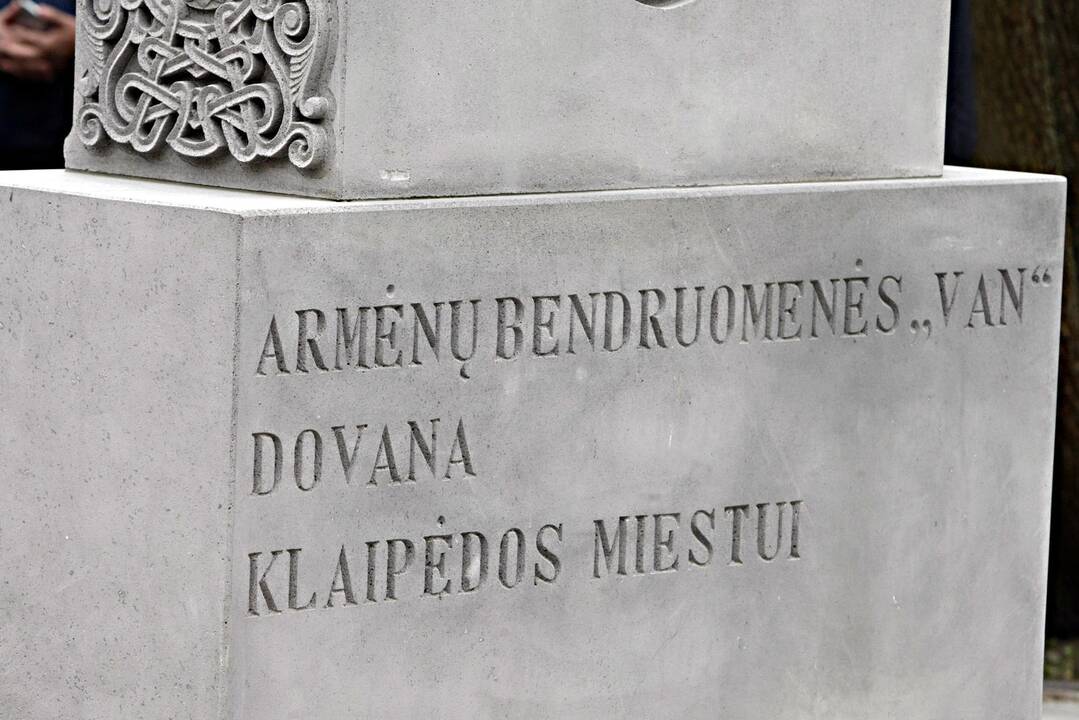 ARMĖNŲ BENDRUOMENĖS „VAN“
DOVANA
KLAIPĖDOS MIESTUI